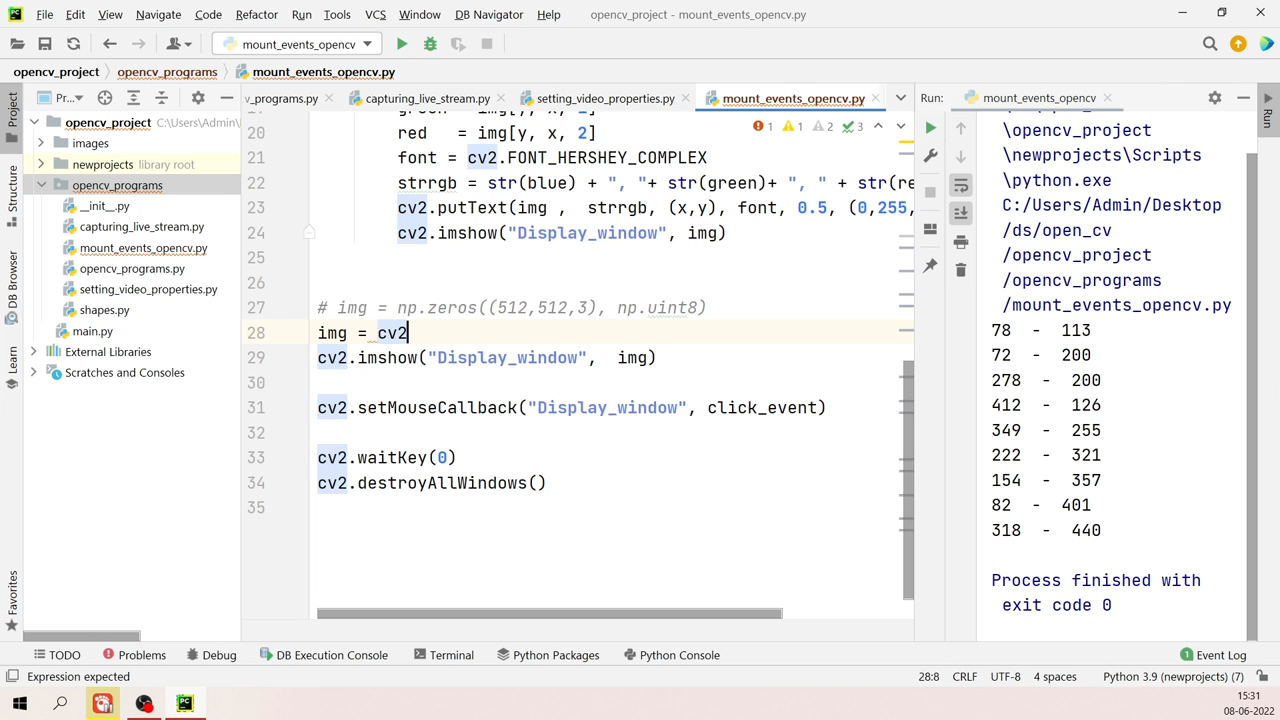 File Edit View Navigate Code Refactor Run Tools VCS Window DB Navigator Help opencv_project - mount_events_opencv.py
mount_events_opencv
opencv_project opencv_programs mount_events_opencv.py
Project
Structure
DB Browser
Learn
Favorites
Pr...
opencv_project C:\Users\Admin\
images
newprojects library root
opencv_programs
__init__.py
capturing_live_stream.py
mount_events_opencv.py
opencv_programs.py
setting_video_properties.py
shapes.py
main.py
External Libraries
Scratches and Consoles
v_programs.py capturing_live_stream.py setting_video_properties.py mount_events_opencv.py
1 1 2 3
20 red = img[y, x, 2]
21 font = cv2.FONT_HERSHEY_COMPLEX
22 strrgb = str(blue) + ", "+ str(green)+ ", " + str(re
23 cv2.putText(img , strrgb, (x,y), font, 0.5, (0,255,
24 cv2.imshow("Display_window", img)
25
26
27 # img = np.zeros((512,512,3), np.uint8)
28 img = cv2
29 cv2.imshow("Display_window", img)
30
31 cv2.setMouseCallback("Display_window", click_event)
32
33 cv2.waitKey(0)
34 cv2.destroyAllWindows()
35
Run: mount_events_opencv
Run
\opencv_project
\newprojects\Scripts
\python.exe
C:/Users/Admin/Desktop
/ds/open_cv
/opencv_project
/opencv_programs
/mount_events_opencv.py
78 - 113
72 - 200
278 - 200
412 - 126
349 - 255
222 - 321
154 - 357
82 - 401
318 - 440
Process finished with
exit code 0
TODO Problems Debug DB Execution Console Terminal Python Packages Python Console 1 Event Log
Expression expected 28:8 CRLF UTF-8 4 spaces Python 3.9 (newprojects) (7)
15:31
08-06-2022